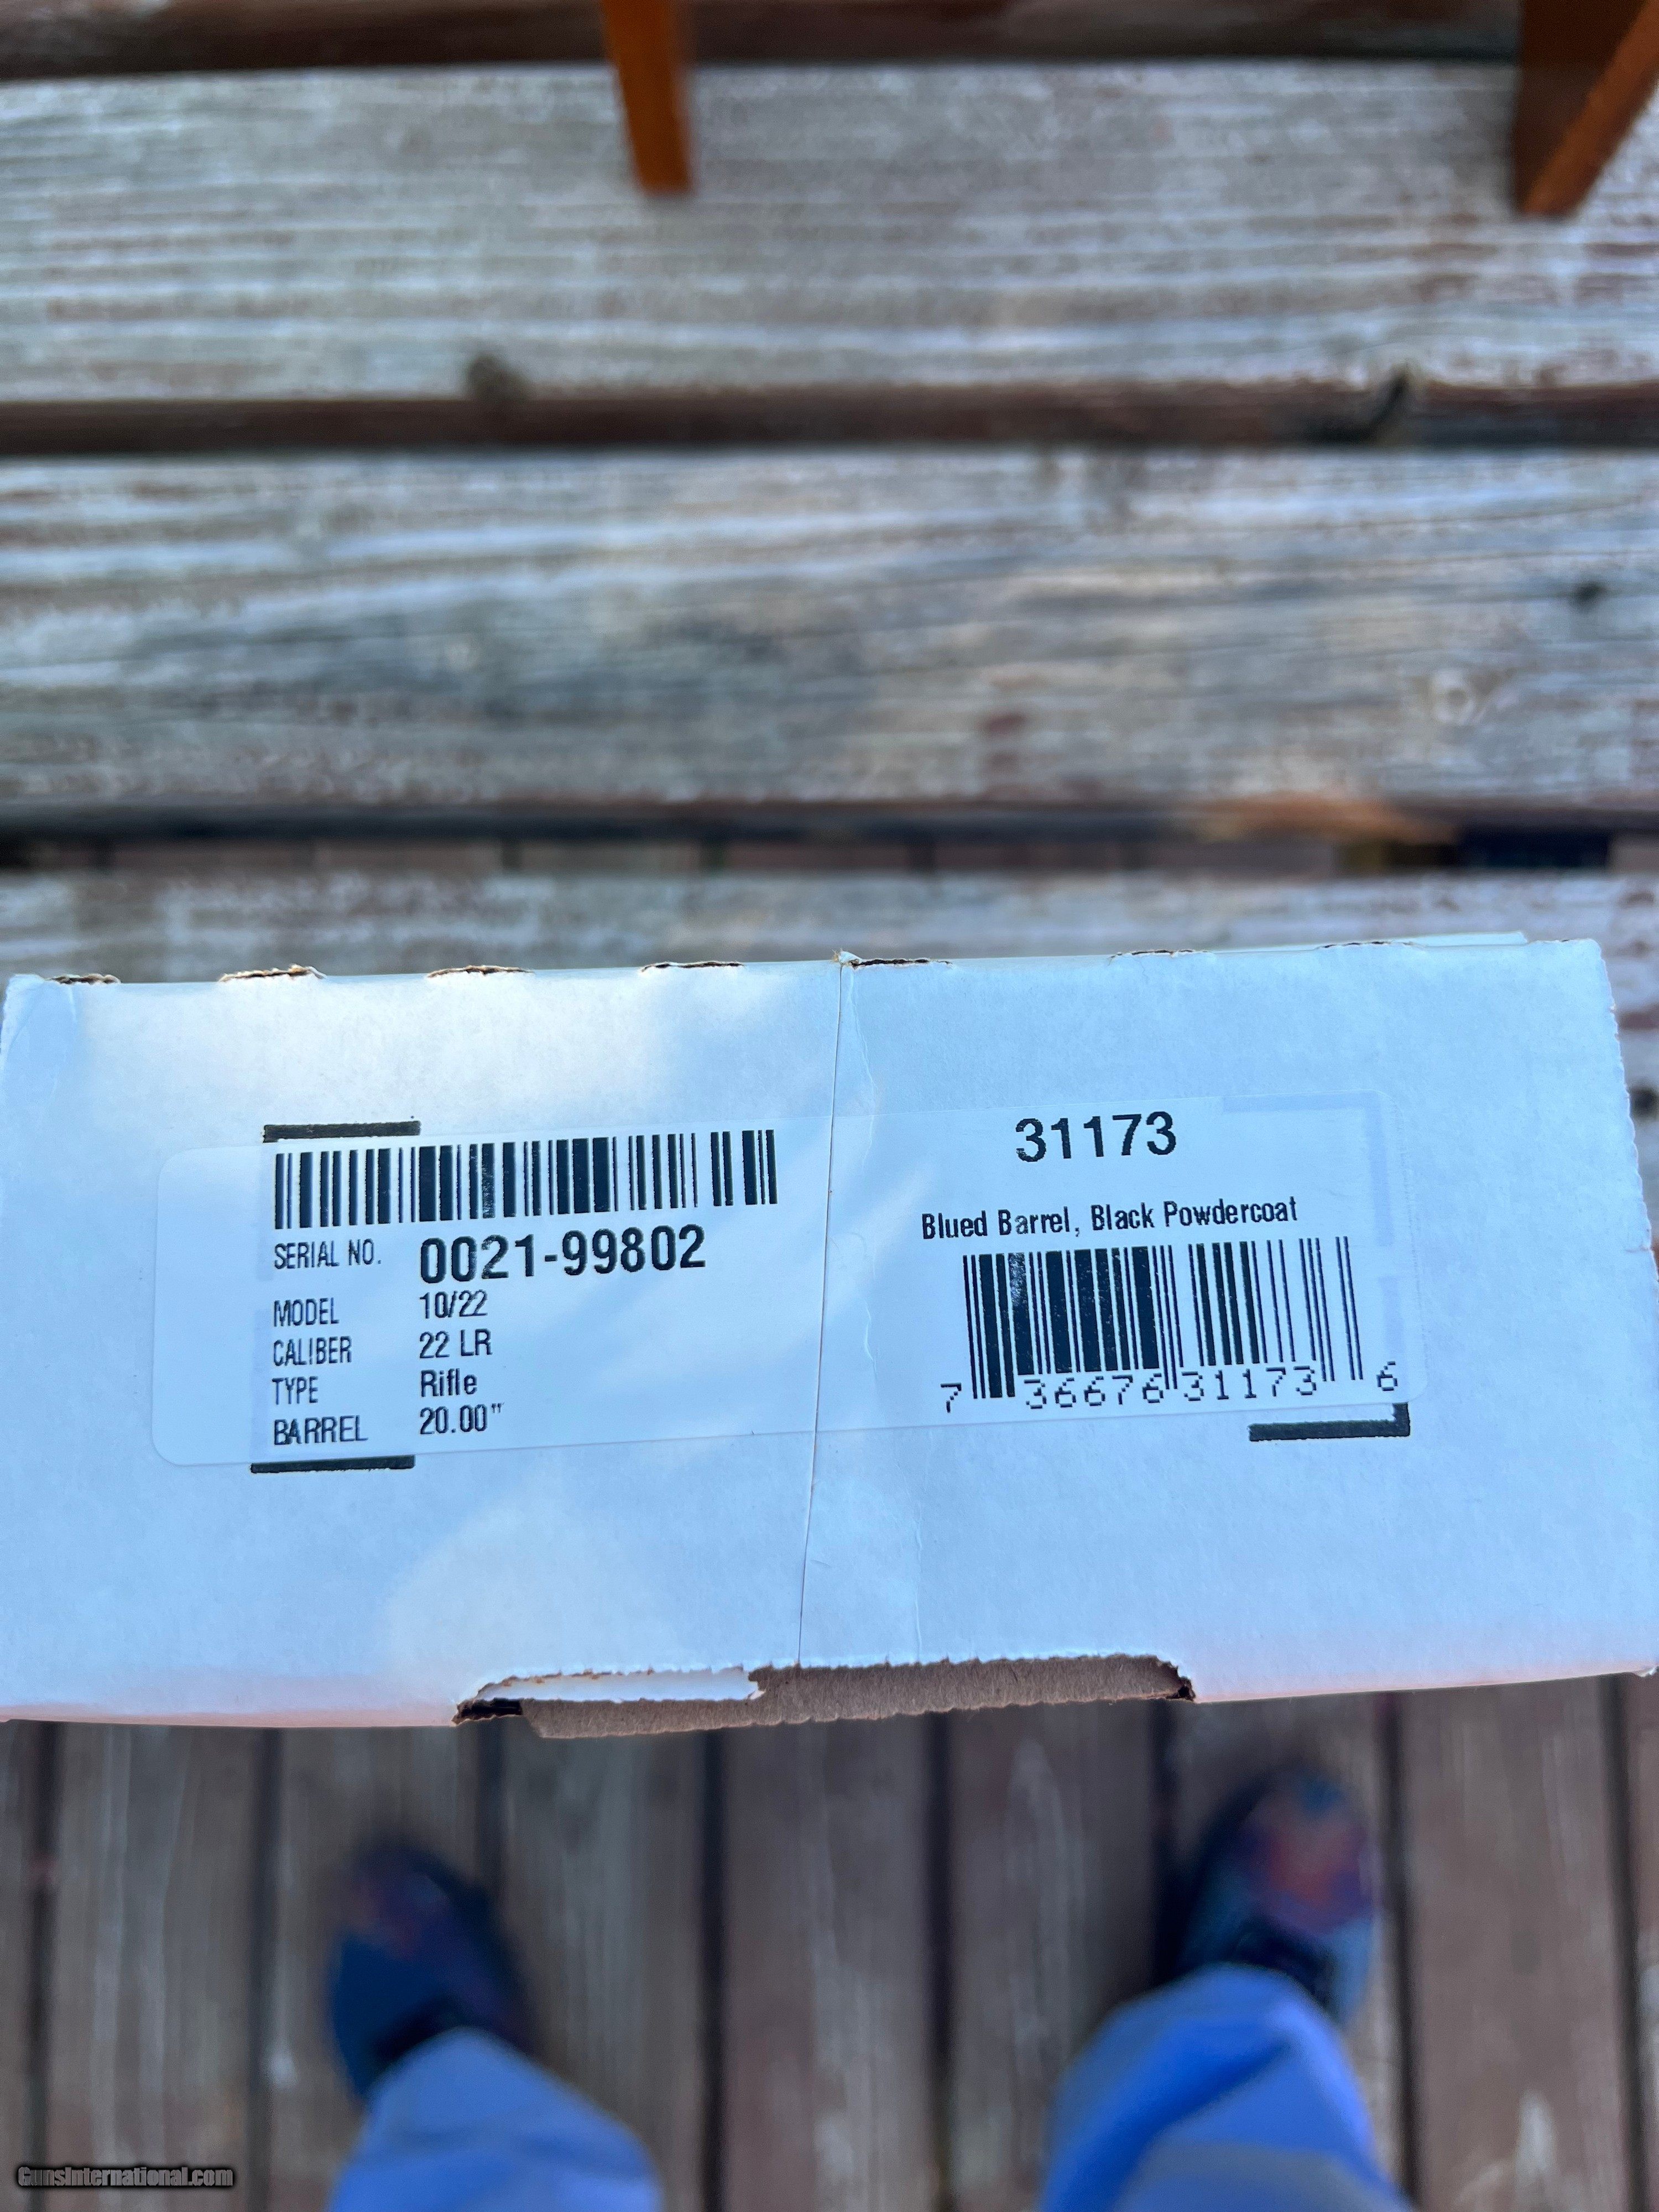 SERIAL NO. 0021-99802
MODEL 10/22
CALIBER 22 LR
TYPE Rifle
BARREL 20.00"
31173
Blued Barrel, Black Powdercoat
7 36676 31173 6
GunsInternational.com